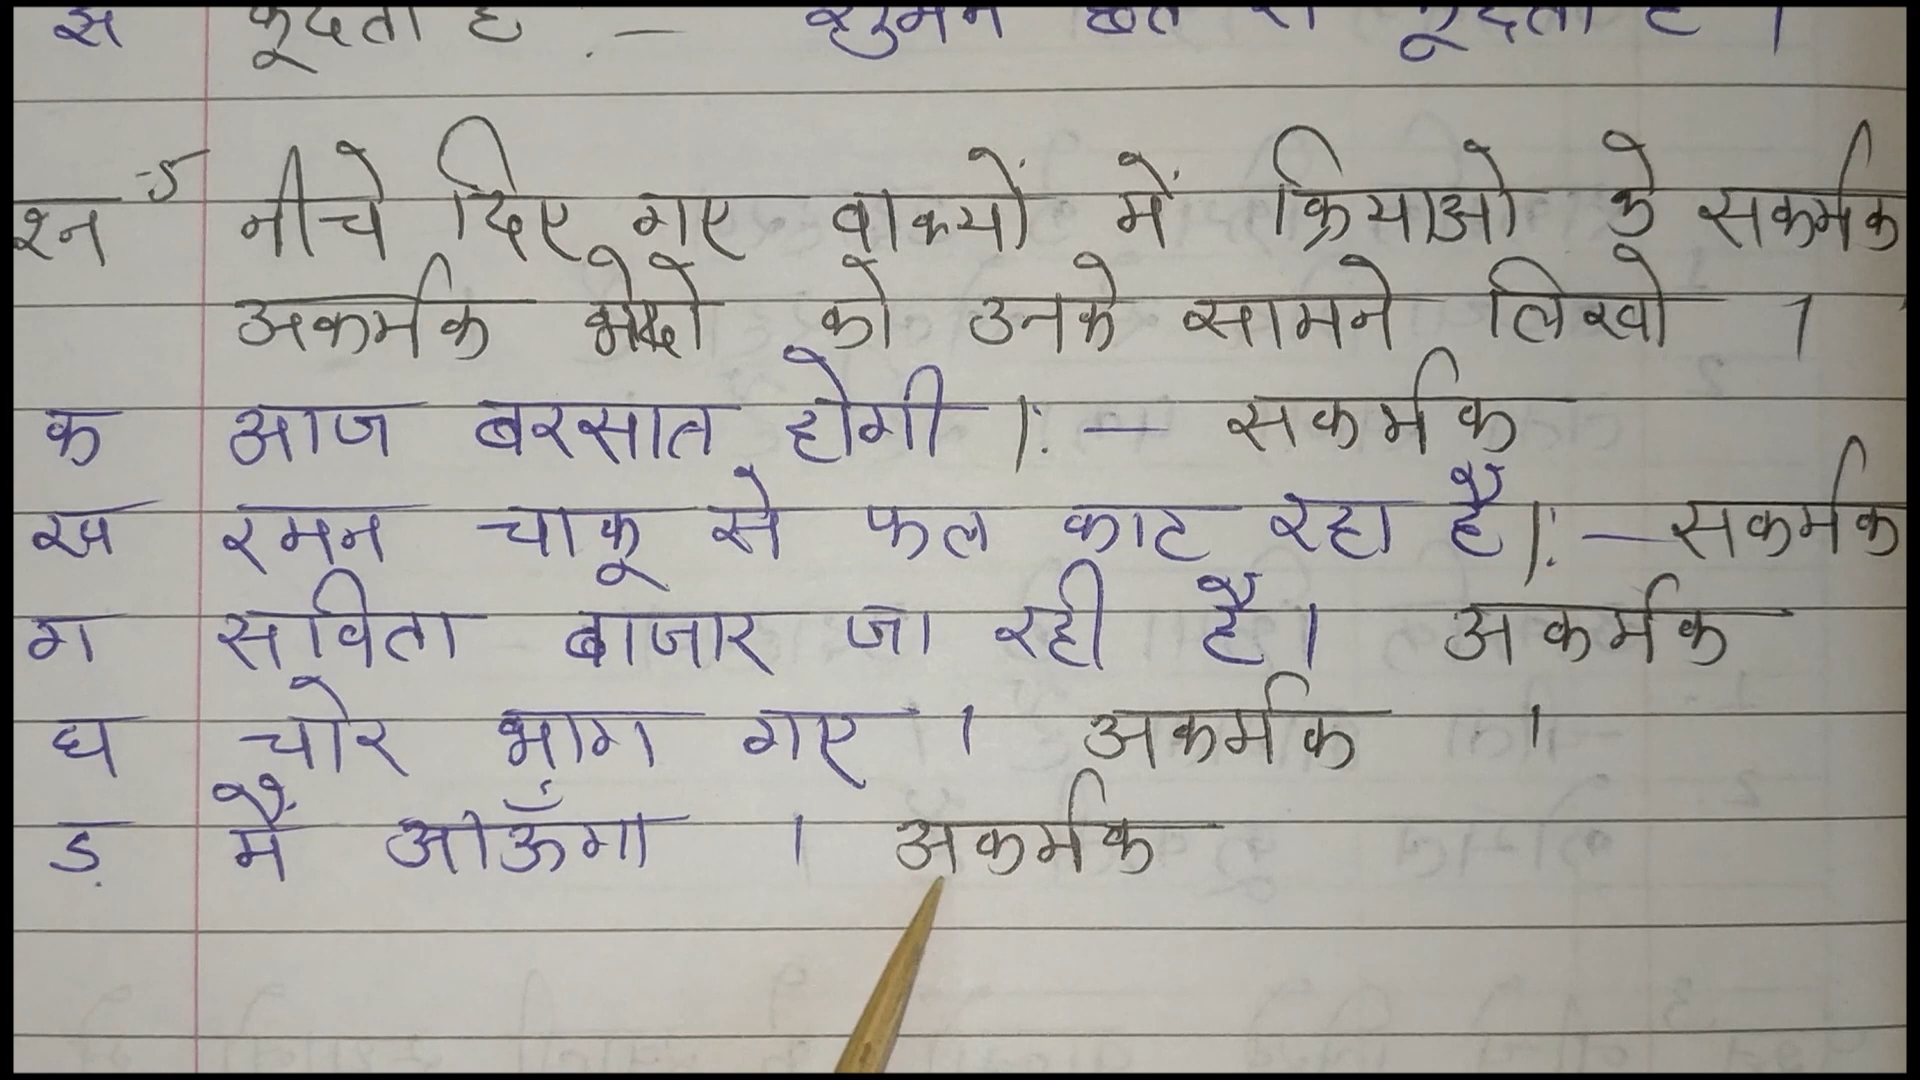 स कूदता है :- सुमन छत से कूदता है ।
श्न -5 नीचे दिए गए वाक्यों में क्रियाओ के सकर्मक
अकर्मक भेदो को उनके सामने लिखो ।
क आज बरसात होगी ।:- सकर्मक
ख रमन चाकू से फल काट रहा है ।:- सकर्मक
ग सविता बाजार जा रही है । अकर्मक
घ चोर भाग गए । अकर्मक ।
ड़ मै आऊँगा । अकर्मक